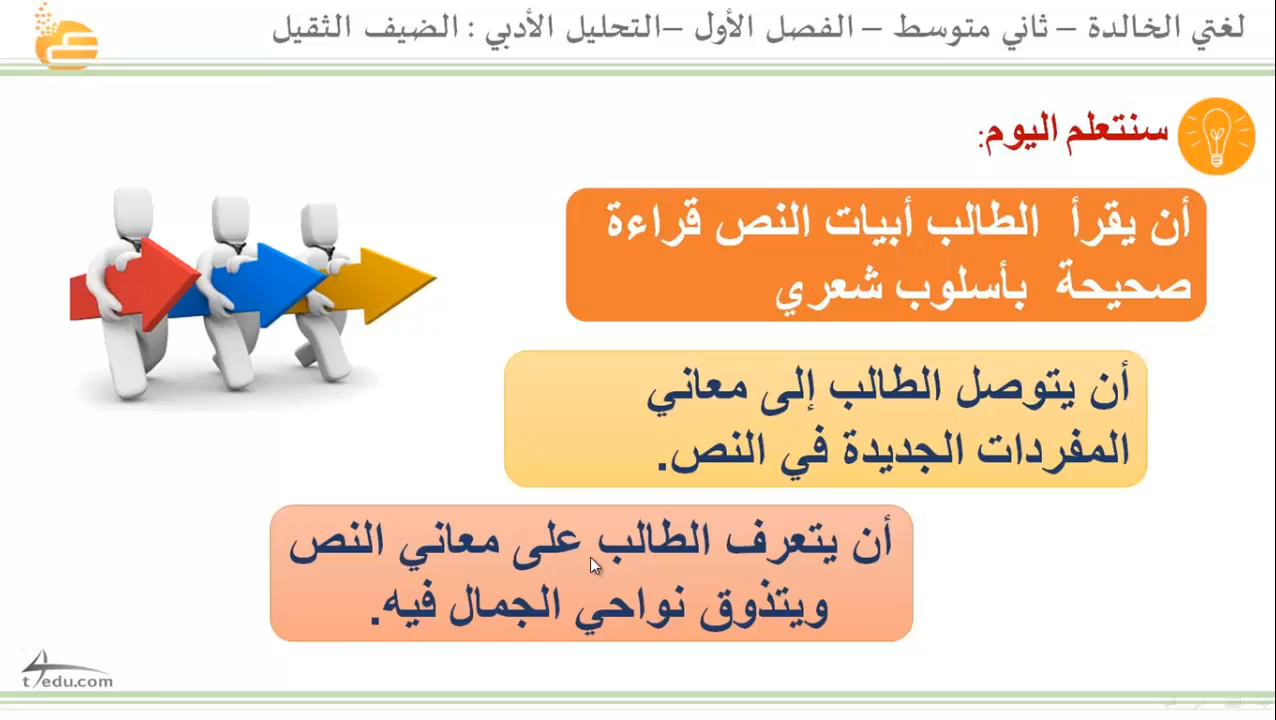 لغتي الخالدة – ثاني متوسط – الفصل الأول –التحليل الأدبي : الضيف الثقيل
سنتعلم اليوم:
أن يقرأ الطالب أبيات النص قراءة
صحيحة بأسلوب شعري
أن يتوصل الطالب إلى معاني
المفردات الجديدة في النص.
أن يتعرف الطالب على معاني النص
ويتذوق نواحي الجمال فيه.
t4edu.com